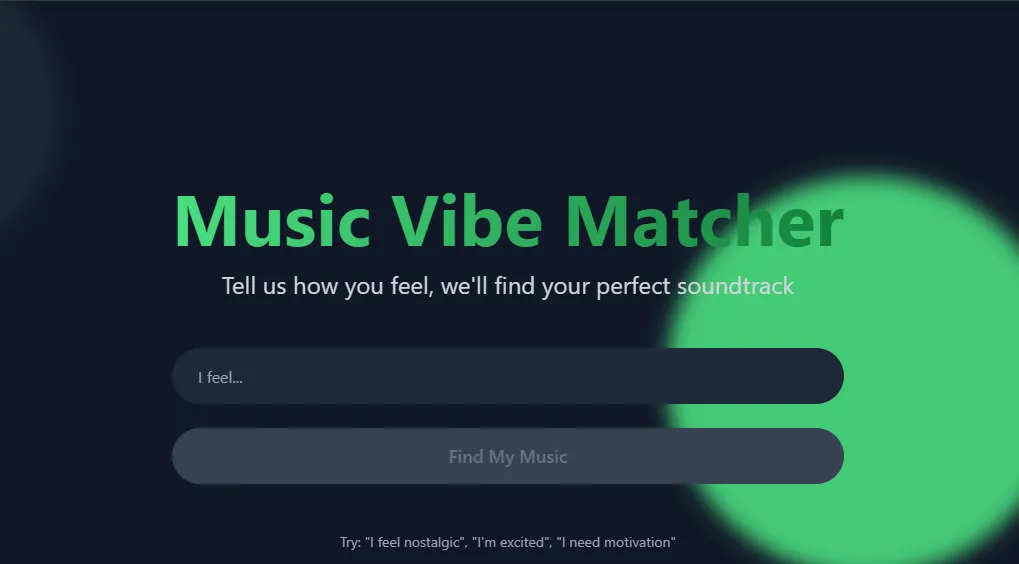 Music Vibe Matcher
Tell us how you feel, we'll find your perfect soundtrack
I feel...
Find My Music
Try: "I feel nostalgic", "I'm excited", "I need motivation"